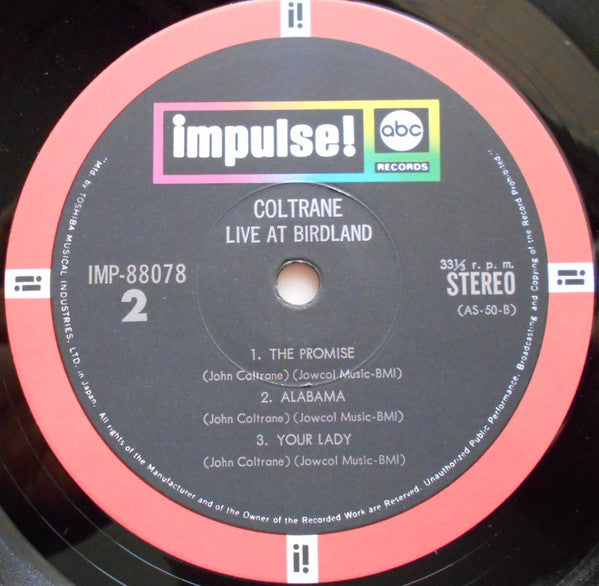 i!
impulse!
abc
RECORDS
COLTRANE
LIVE AT BIRDLAND
IMP-88078
2
33⅓ r. p. m.
STEREO
(AS-50-B)
i!
i!
1. THE PROMISE
(John Coltrane) (Jowcol Music-BMI)
2. ALABAMA
(John Coltrane) (Jowcol Music-BMI)
3. YOUR LADY
(John Coltrane) (Jowcol Music-BMI)
"Mfd. by TOSHIBA MUSICAL INDUSTRIES, LTD. in Japan. All rights of the Manufacturer and of the Owner of the Recorded Work are Reserved. Unauthorized Public Performance, Broadcasting and Copying of the Record Prohibited."
i!